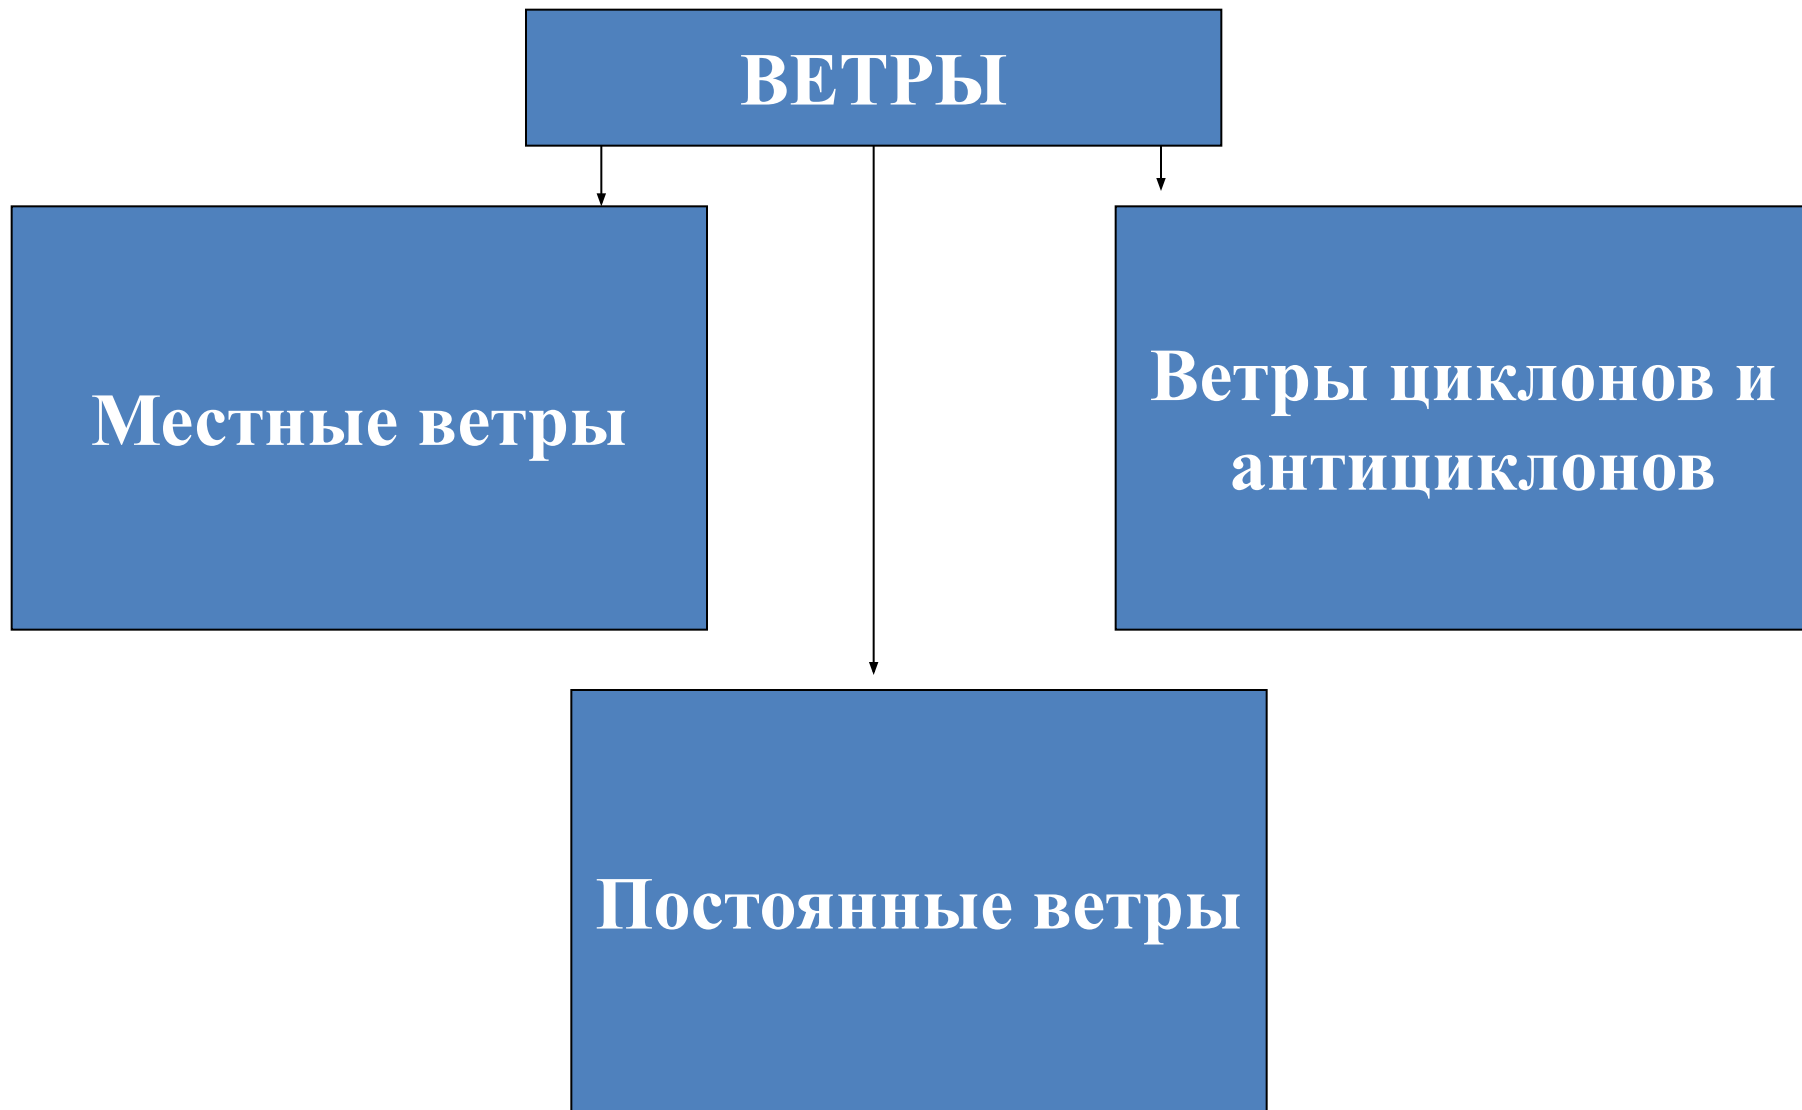 ВЕТРЫ
Местные ветры
Ветры циклонов и
антициклонов
Постоянные ветры